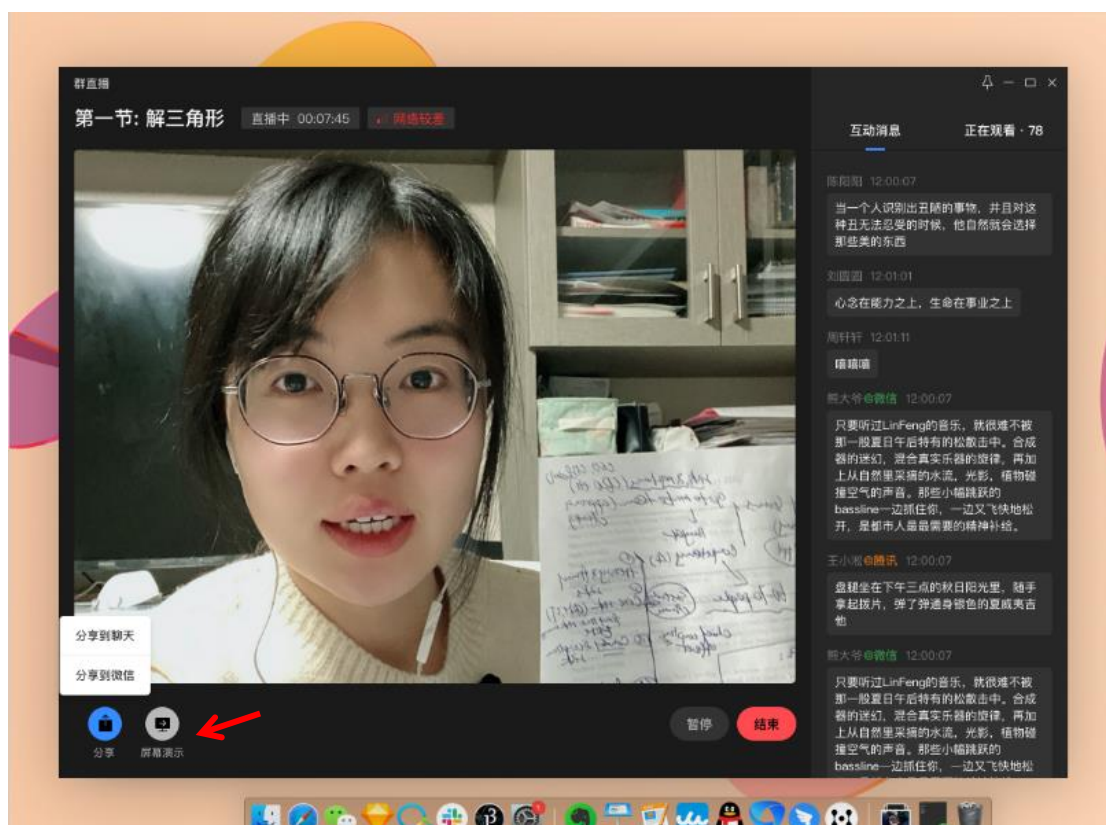 群直播
第一节: 解三角形
直播中 00:07:45
网络较差
互动消息
正在观看 · 78
陈阳阳 12:00:07
当一个人识别出丑陋的事物，并且对这
种丑无法忍受的时候，他自然就会选择
那些美的东西
刘圆圆 12:01:01
心念在能力之上，生命在事业之上
周轩轩 12:01:11
嘻嘻嘻
熊大爷@微信 12:00:07
只要听过LinFeng的音乐，就很难不被
那一股夏日午后特有的松散击中。合成
器的迷幻，混合真实乐器的旋律，再加
上从自然里采摘的水流，光影，植物碰
撞空气的声音。那些小幅跳跃的
bassline一边抓住你，一边又飞快地松
开，是都市人最最需要的精神补给。
王小凇@腾讯 12:00:07
盘腿坐在下午三点的秋日阳光里，随手
拿起拨片，弹了弹通身银色的夏威夷吉
他
熊大爷@微信 12:00:07
只要听过LinFeng的音乐，就很难不被
那一股夏日午后特有的松散击中。合成
器的迷幻，混合真实乐器的旋律，再加
上从自然里采摘的水流，光影，植物碰
撞空气的声音。那些小幅跳跃的
bassline一边抓住你，一边又飞快地松
分享到聊天
分享到微信
分享
屏幕演示
暂停
结束